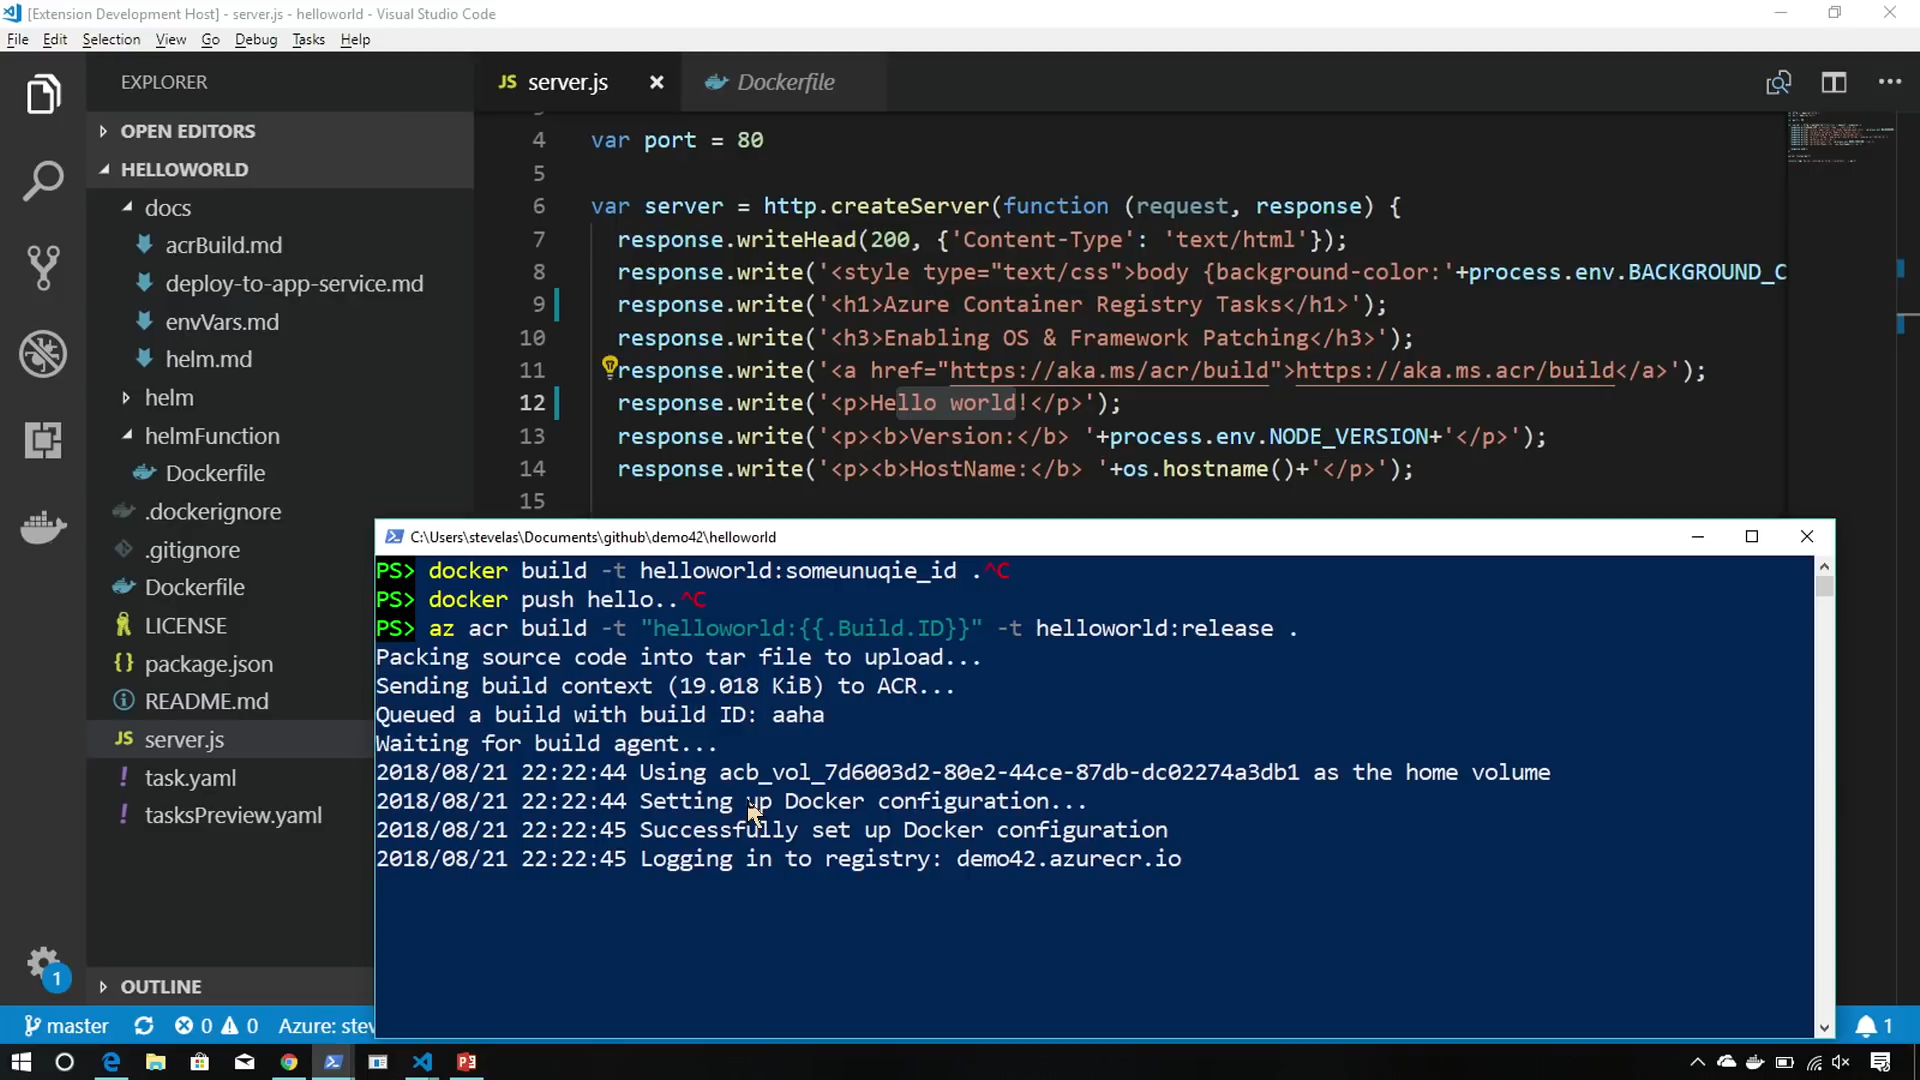 [Extension Development Host] - server.js - helloworld - Visual Studio Code
File Edit Selection View Go Debug Tasks Help
EXPLORER
OPEN EDITORS
HELLOWORLD
docs
acrBuild.md
deploy-to-app-service.md
envVars.md
helm.md
helm
helmFunction
Dockerfile
.dockerignore
.gitignore
Dockerfile
LICENSE
package.json
README.md
JS server.js
! task.yaml
! tasksPreview.yaml
OUTLINE
JS server.js Dockerfile
4 var port = 80
5
6 var server = http.createServer(function (request, response) {
7 response.writeHead(200, {'Content-Type': 'text/html'});
8 response.write('<style type="text/css">body {background-color:'+process.env.BACKGROUND_C
9 response.write('<h1>Azure Container Registry Tasks</h1>');
10 response.write('<h3>Enabling OS & Framework Patching</h3>');
11 response.write('<a href="https://aka.ms/acr/build">https://aka.ms.acr/build</a>');
12 response.write('<p>Hello world!</p>');
13 response.write('<p><b>Version:</b> '+process.env.NODE_VERSION+'</p>');
14 response.write('<p><b>HostName:</b> '+os.hostname()+'</p>');
15
C:\Users\stevelas\Documents\github\demo42\helloworld
PS> docker build -t helloworld:someunuqie_id .^C
PS> docker push hello..^C
PS> az acr build -t "helloworld:{{.Build.ID}}" -t helloworld:release .
Packing source code into tar file to upload...
Sending build context (19.018 KiB) to ACR...
Queued a build with build ID: aaha
Waiting for build agent...
2018/08/21 22:22:44 Using acb_vol_7d6003d2-80e2-44ce-87db-dc02274a3db1 as the home volume
2018/08/21 22:22:44 Setting up Docker configuration...
2018/08/21 22:22:45 Successfully set up Docker configuration
2018/08/21 22:22:45 Logging in to registry: demo42.azurecr.io
1
master 0 0 Azure: stev 1